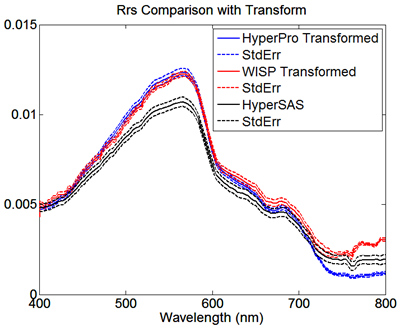 Rrs Comparison with Transform
0.015
0.01
0.005
0
HyperPro Transformed
StdErr
WISP Transformed
StdErr
HyperSAS
StdErr
400 500 600 700 800
Wavelength (nm)